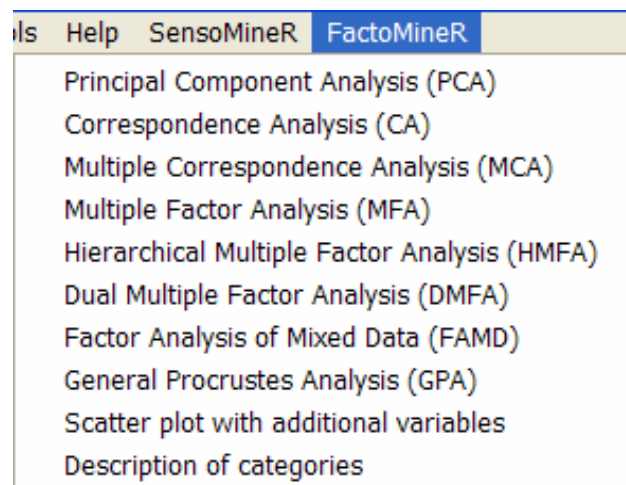 ls Help SensoMineR FactoMineR
Principal Component Analysis (PCA)
Correspondence Analysis (CA)
Multiple Correspondence Analysis (MCA)
Multiple Factor Analysis (MFA)
Hierarchical Multiple Factor Analysis (HMFA)
Dual Multiple Factor Analysis (DMFA)
Factor Analysis of Mixed Data (FAMD)
General Procrustes Analysis (GPA)
Scatter plot with additional variables
Description of categories